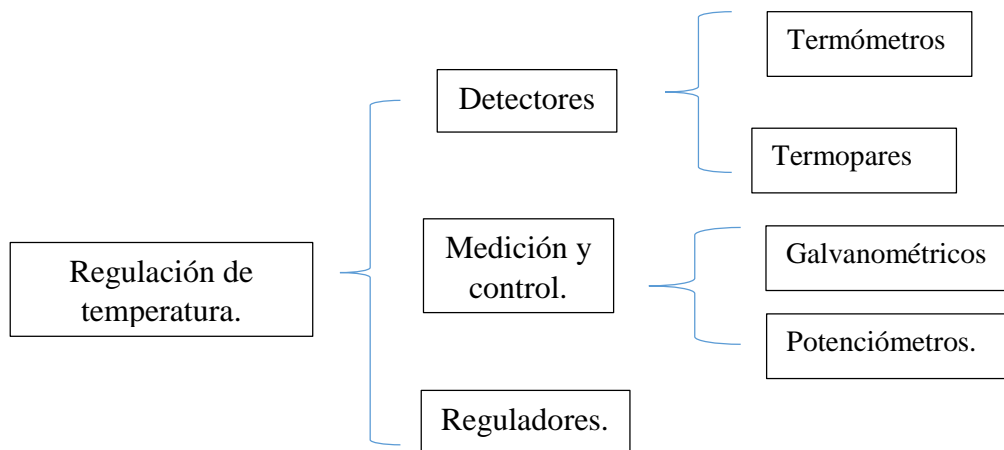 Regulación de
temperatura.
Detectores
Termómetros
Termopares
Medición y
control.
Galvanométricos
Potenciómetros.
Reguladores.